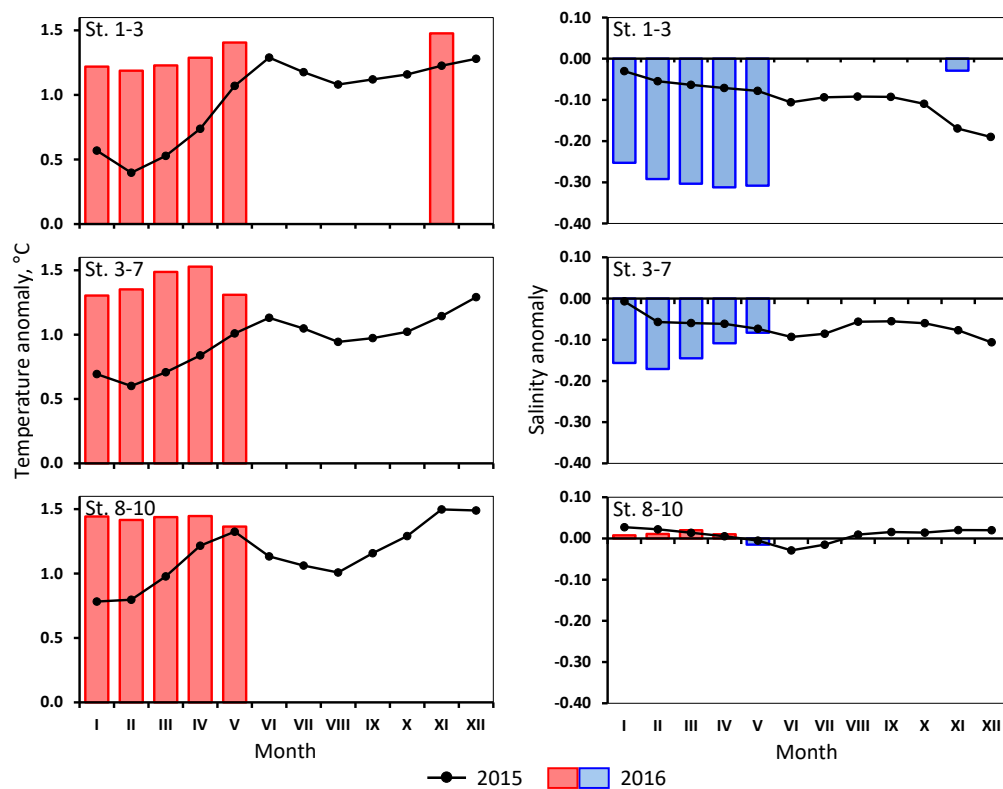 St. 1-3
1.5
1.0
0.5
0.0
St. 3-7
1.5
1.0
0.5
0.0
St. 8-10
1.5
1.0
0.5
0.0
Temperature anomaly, °C
I II III IV V VI VII VIII IX X XI XII
Month
St. 1-3
0.10
0.00
-0.10
-0.20
-0.30
-0.40
St. 3-7
0.10
0.00
-0.10
-0.20
-0.30
-0.40
St. 8-10
0.10
0.00
-0.10
-0.20
-0.30
-0.40
Salinity anomaly
I II III IV V VI VII VIII IX X XI XII
Month
2015 2016